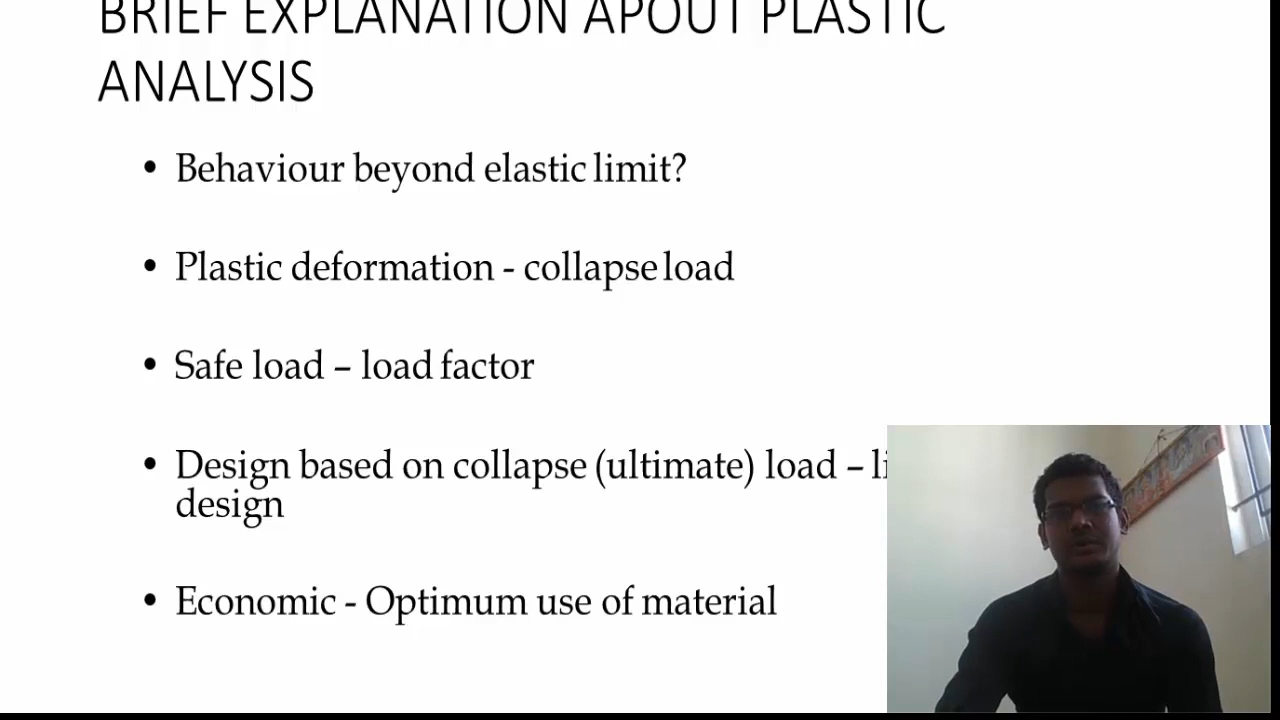 BRIEF EXPLANATION APOUT PLASTIC
ANALYSIS
• Behaviour beyond elastic limit?
• Plastic deformation - collapse load
• Safe load – load factor
• Design based on collapse (ultimate) load –
design
• Economic - Optimum use of material